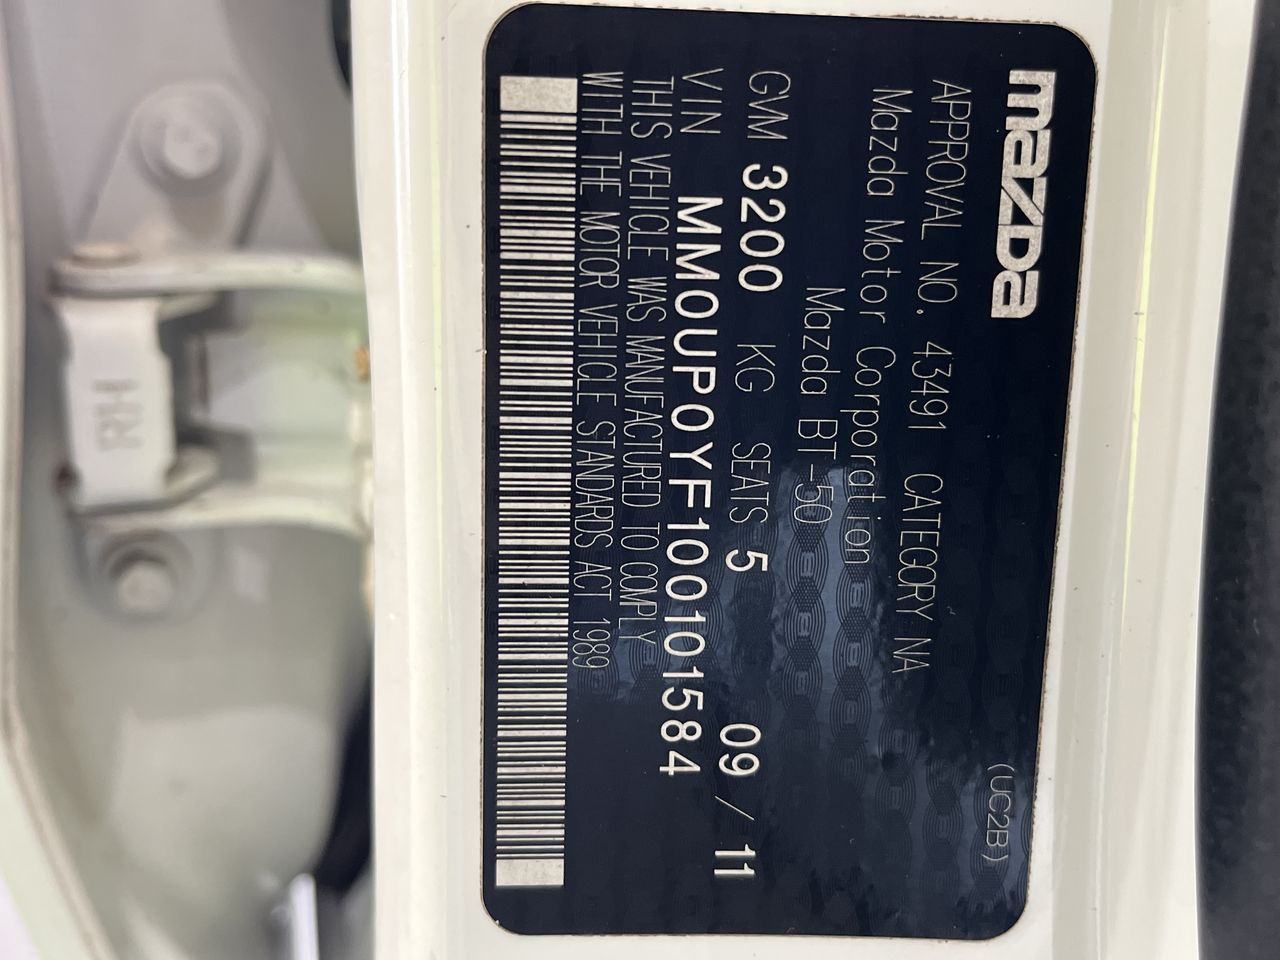 mazda
(UC2B)
APPROVAL NO. 43491 CATEGORY NA
Mazda Motor Corporation
Mazda BT-50
GVM 3200 KG SEATS 5 09 / 11
VIN MM0UP0YF100101584
THIS VEHICLE WAS MANUFACTURED TO COMPLY
WITH THE MOTOR VEHICLE STANDARDS ACT 1989
RH